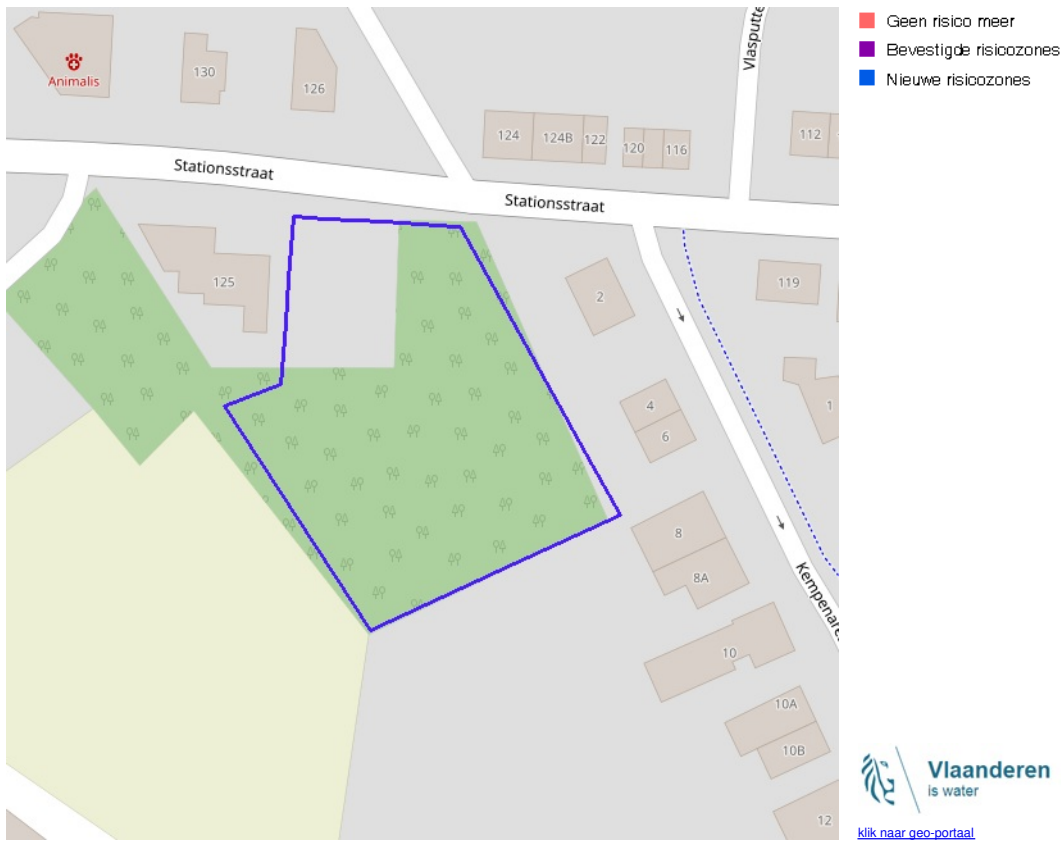 Animalis
130
126
124
124B
122
120
116
112
Vlasputte
Stationsstraat
Stationsstraat
125
2
119
4
6
1
8
8A
10
10A
10B
12
Kempenare
Geen risico meer
Bevestigde risicozones
Nieuwe risicozones
Vlaanderen
is water
klik naar geo-portaal